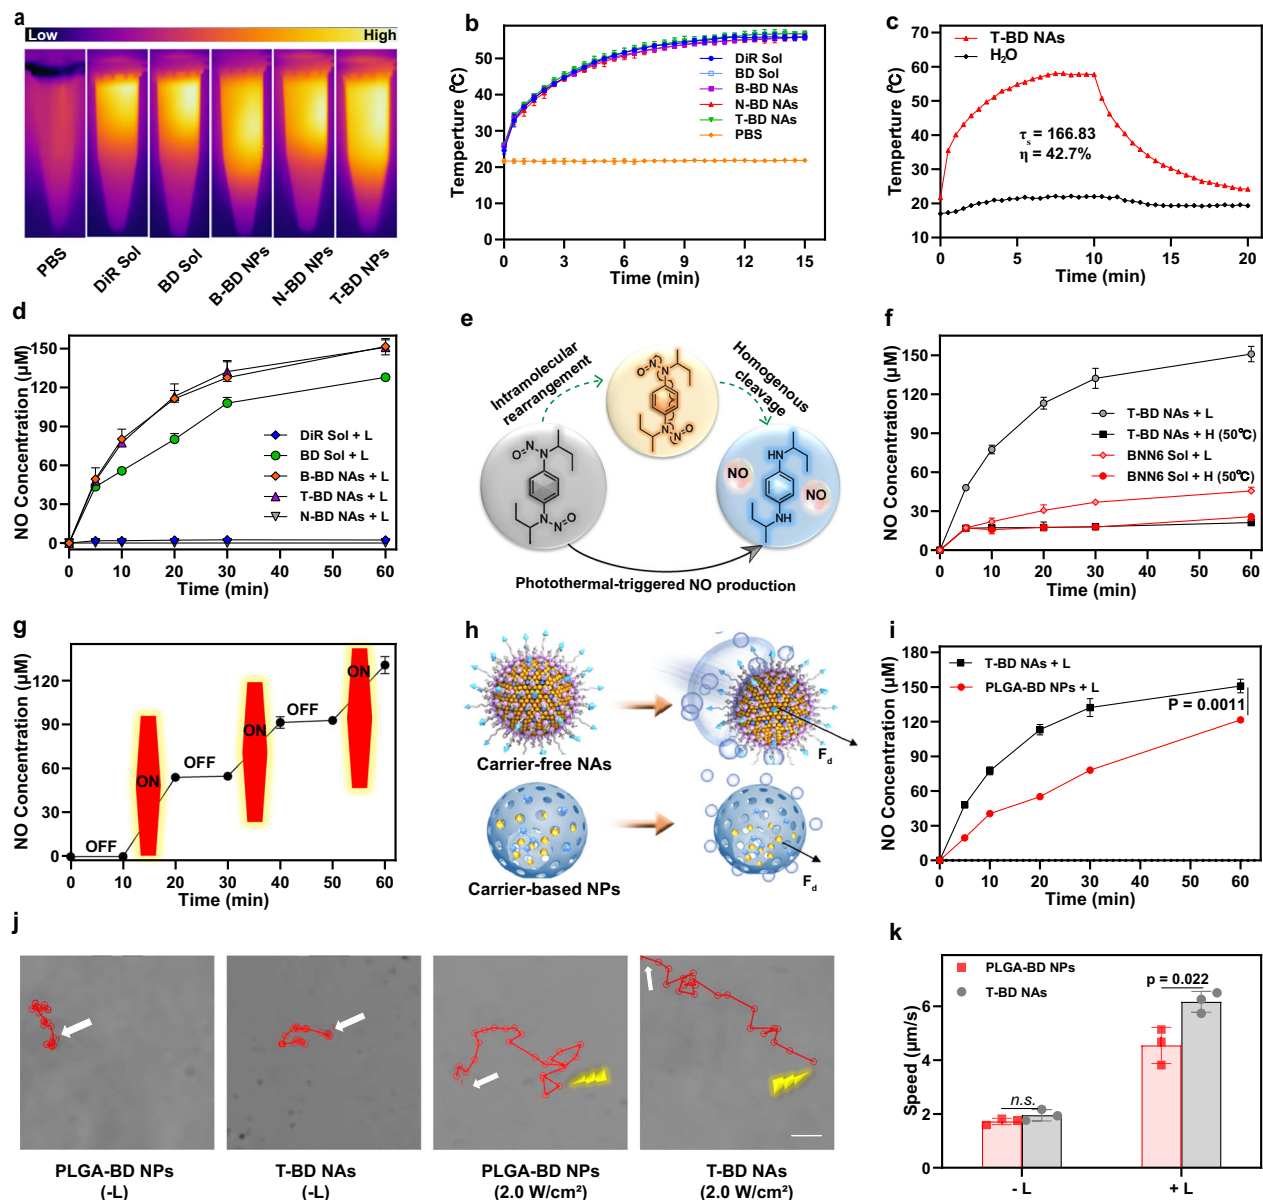 a
Low
High
PBS
DiR Sol
BD Sol
B-BD NPs
N-BD NPs
T-BD NPs
b
Temperture (℃)
50
40
30
20
10
0
DiR Sol
BD Sol
B-BD NAs
N-BD NAs
T-BD NAs
PBS
0 3 6 9 12 15
Time (min)
c
Temperture (℃)
70
60
50
40
30
20
10
T-BD NAs
H₂O
τs = 166.83
η = 42.7%
0 5 10 15 20
Time (min)
d
NO Concentration (μM)
150
120
90
60
30
0
DiR Sol + L
BD Sol + L
B-BD NAs + L
T-BD NAs + L
N-BD NAs + L
0 10 20 30 40 50 60
Time (min)
e
Intramolecular
rearrangement
Homogenous
cleavage
O=N
N
N
N=O
NO
NO
HN
NH
O=N
N
N
N=O
Photothermal-triggered NO production
f
NO Concentration (μM)
150
120
90
60
30
0
T-BD NAs + L
T-BD NAs + H (50℃)
BNN6 Sol + L
BNN6 Sol + H (50℃)
0 10 20 30 40 50 60
Time (min)
g
NO Concentration (μM)
120
90
60
30
0
OFF
ON
OFF
ON
OFF
ON
0 10 20 30 40 50 60
Time (min)
h
Carrier-free NAs
Fd
Carrier-based NPs
Fd
i
NO Concentration (μM)
180
150
120
90
60
30
0
T-BD NAs + L
PLGA-BD NPs + L
P = 0.0011
0 10 20 30 40 50 60
Time (min)
j
PLGA-BD NPs
(-L)
T-BD NAs
(-L)
PLGA-BD NPs
(2.0 W/cm²)
T-BD NAs
(2.0 W/cm²)
k
Speed (μm/s)
6
4
2
0
PLGA-BD NPs
T-BD NAs
p = 0.022
n.s.
- L
+ L